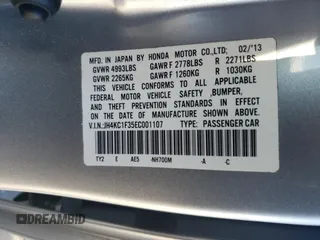 MFD. IN JAPAN BY HONDA MOTOR CO.,LTD. 02/'13
GVWR 4993LBS GAWR F 2778LBS R 2271LBS
GVWR 2265KG GAWR F 1260KG R 1030KG
THIS VEHICLE CONFORMS TO ALL APPLICABLE
FEDERAL MOTOR VEHICLE SAFETY ,BUMPER,
AND THEFT PREVENTION STANDARDS IN
EFFECT ON THE DATE OF MANUFACTURE
SHOWN ABOVE.
V.I.N.:JH4KC1F35EC001107 TYPE: PASSENGER CAR
TY2 E AE5 -NH700M -A -C
DREAMBID